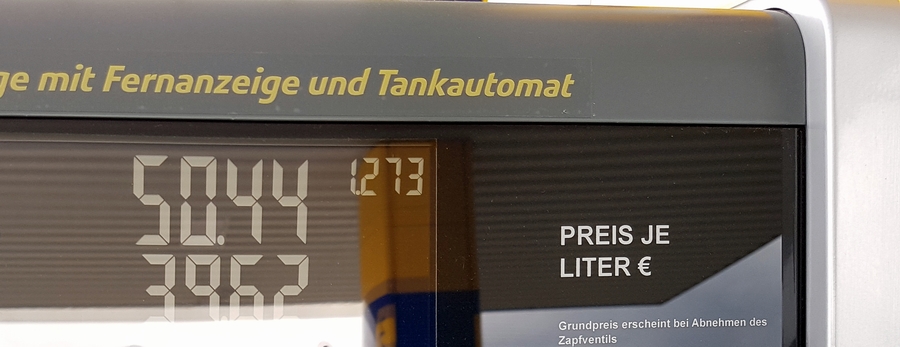 ge mit Fernanzeige und Tankautomat
50.44 1.273
39.62
PREIS JE
LITER €
Grundpreis erscheint bei Abnehmen des
Zapfventils